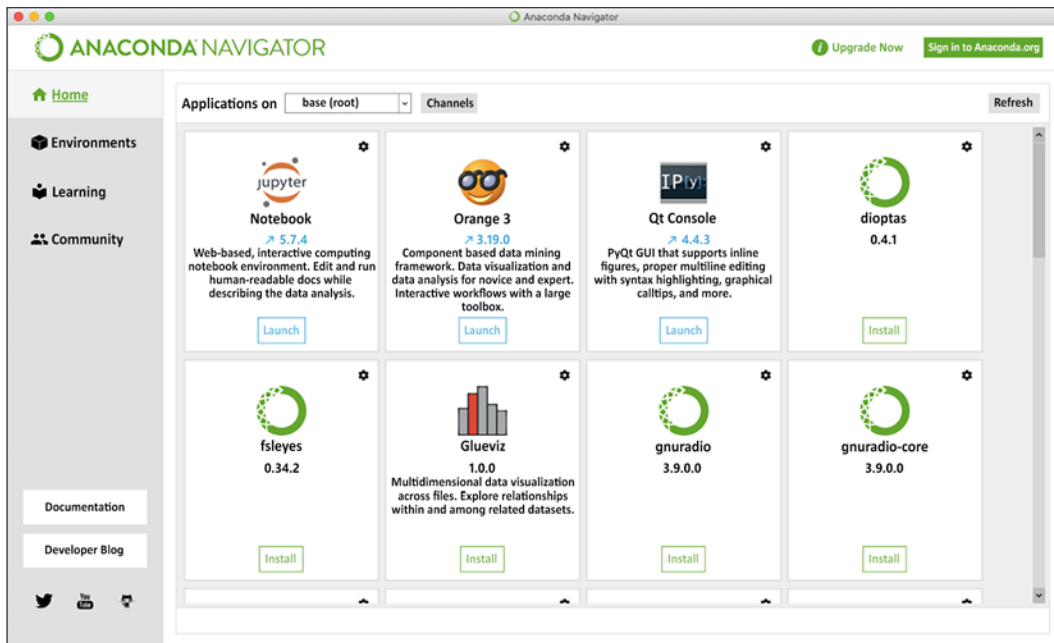 Anaconda Navigator
ANACONDA NAVIGATOR
i Upgrade Now
Sign in to Anaconda.org
Home
Environments
Learning
Community
Documentation
Developer Blog
You
Tube
Applications on
base (root)
Channels
Refresh
jupyter
Notebook
5.7.4
Web-based, interactive computing
notebook environment. Edit and run
human-readable docs while
describing the data analysis.
Launch
Orange 3
3.19.0
Component based data mining
framework. Data visualization and
data analysis for novice and expert.
Interactive workflows with a large
toolbox.
Launch
IP[y]:
Qt Console
4.4.3
PyQt GUI that supports inline
figures, proper multiline editing
with syntax highlighting, graphical
calltips, and more.
Launch
dioptas
0.4.1
Install
fsleyes
0.34.2
Install
Glueviz
1.0.0
Multidimensional data visualization
across files. Explore relationships
within and among related datasets.
Install
gnuradio
3.9.0.0
Install
gnuradio-core
3.9.0.0
Install